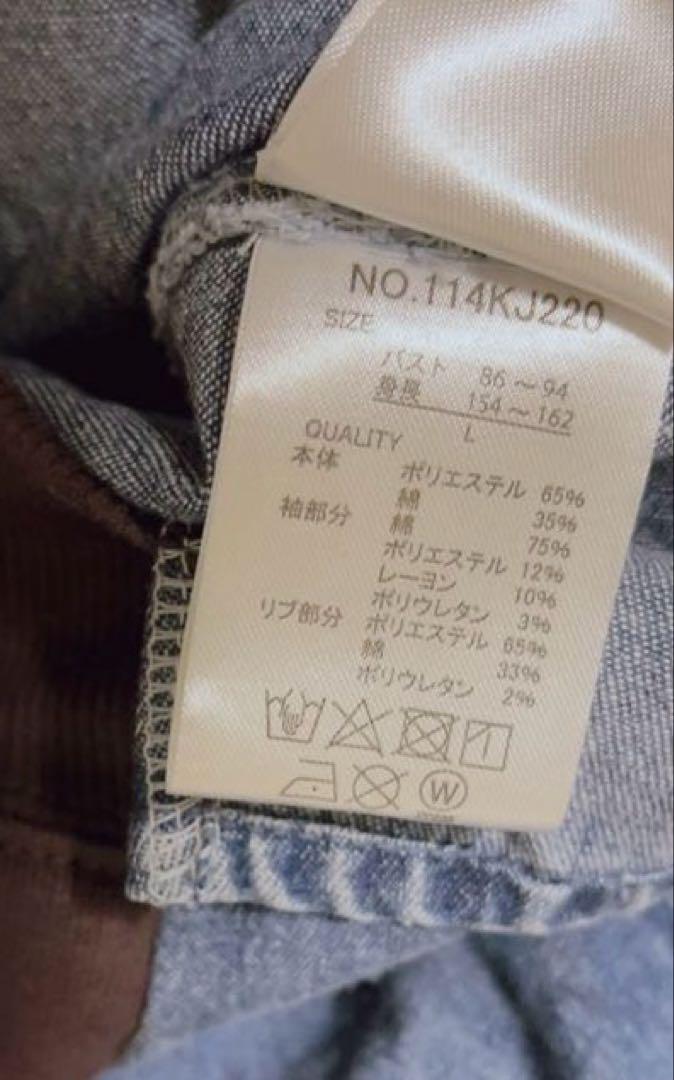 NO.114KJ220
SIZE
バスト 86～94
身長 154～162
L
QUALITY
本体 ポリエステル 65%
綿 35%
袖部分 綿 75%
ポリエステル 12%
レーヨン 10%
ポリウレタン 3%
リブ部分 ポリエステル 65%
綿 33%
ポリウレタン 2%
W